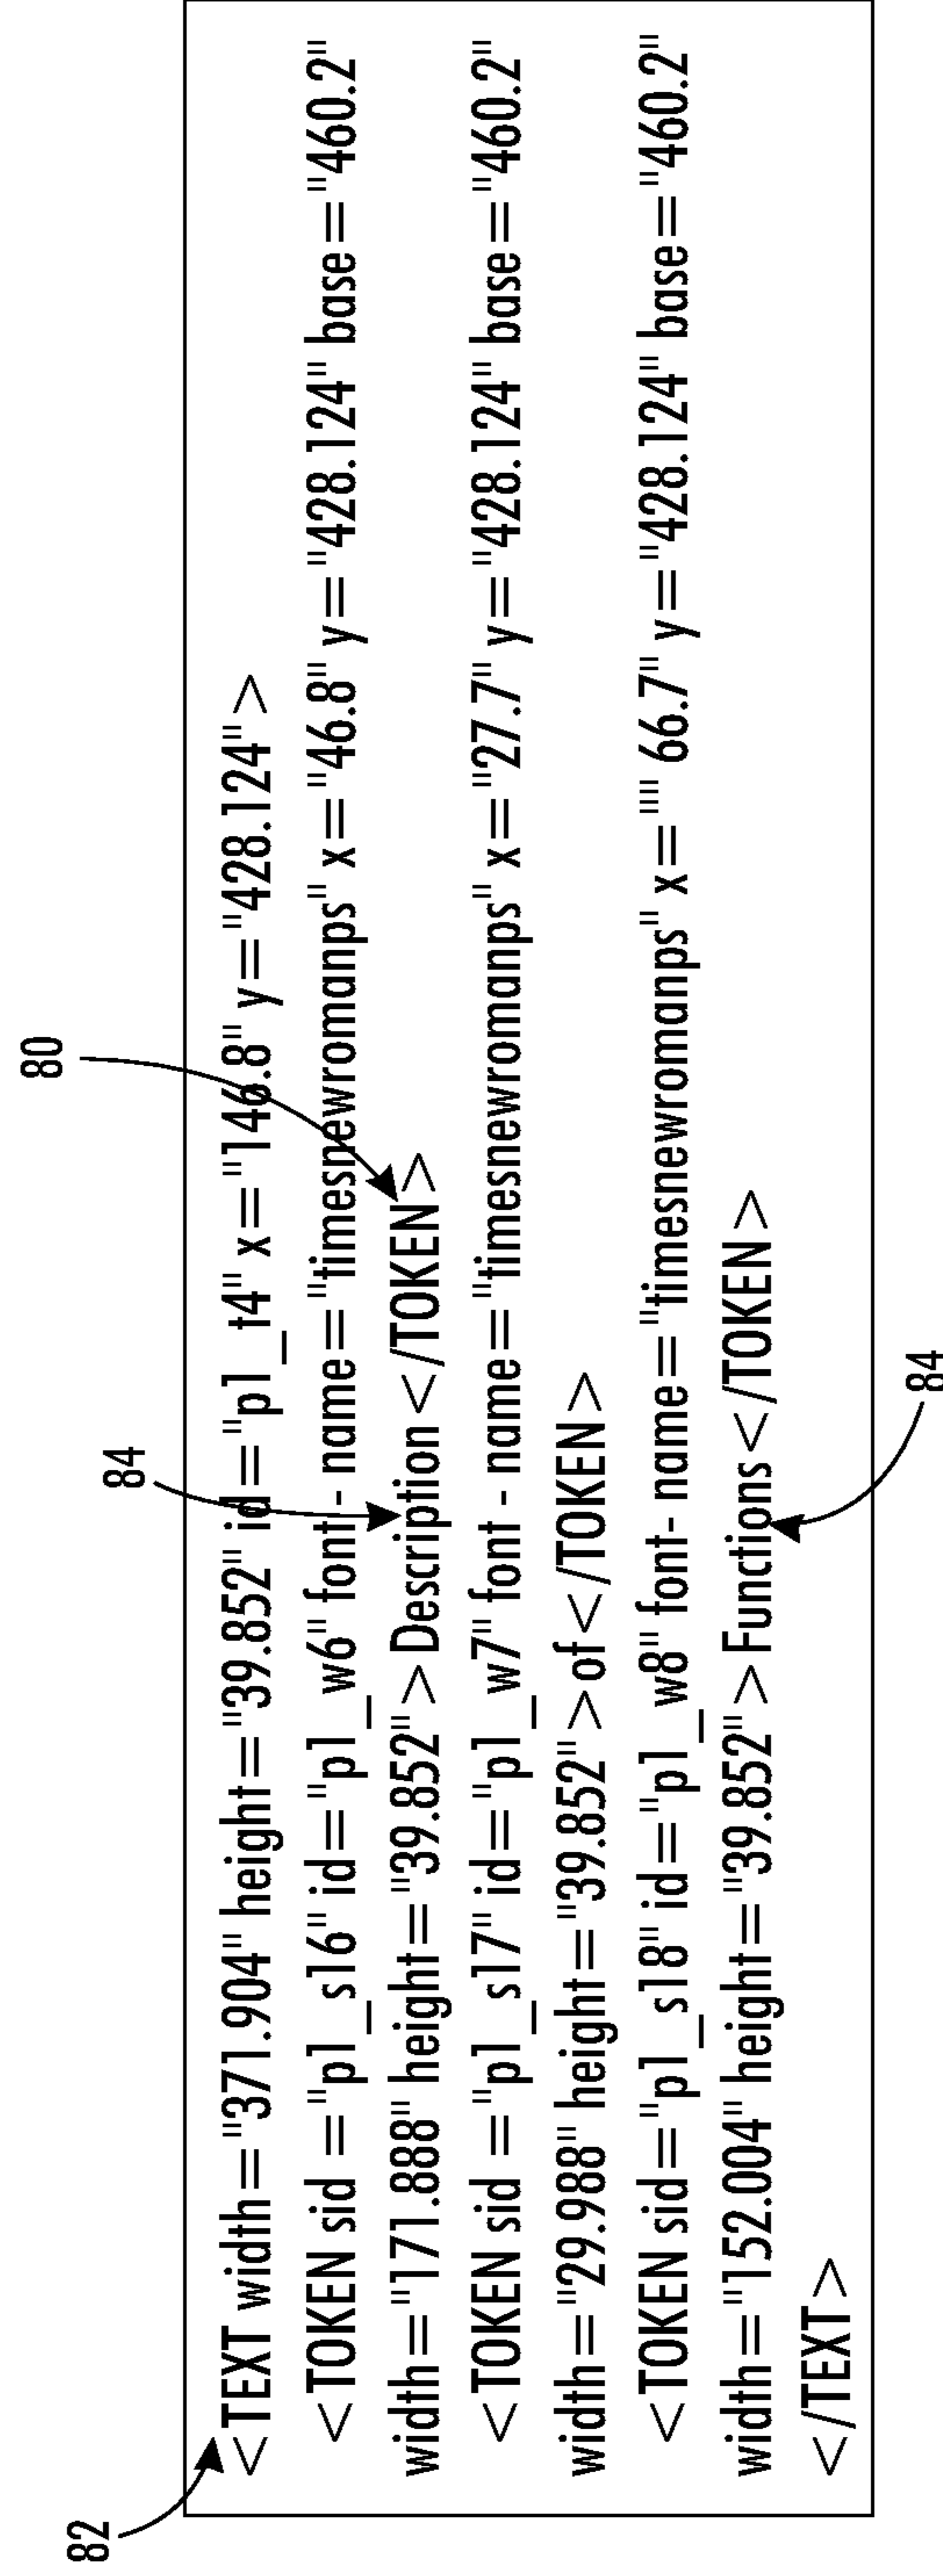 82
80
84
<TEXT width="371.904" height="39.852" id="p1_t4" x="146.8" y="428.124">
<TOKEN sid ="p1_s16" id="p1_w6" font- name="timesnewromanps" x="46.8" y="428.124" base="460.2"
width="171.888" height="39.852">Description</TOKEN>
<TOKEN sid ="p1_s17" id="p1_w7" font - name="timesnewromanps" x="27.7" y="428.124" base="460.2"
width="29.988" height="39.852">of</TOKEN>
<TOKEN sid="p1_s18" id="p1_w8" font- name="timesnewromanps" x="" 66.7" y="428.124" base="460.2"
width="152.004" height="39.852">Functions</TOKEN>
</TEXT>
84